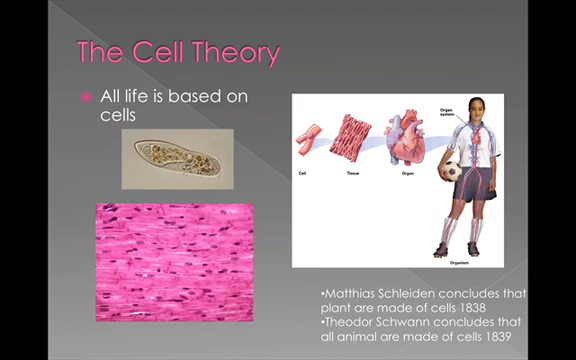 The Cell Theory
All life is based on
cells
Organ
system
Cell
Tissue
Organ
Organism
•Matthias Schleiden concludes that
plant are made of cells 1838
•Theodor Schwann concludes that
all animal are made of cells 1839